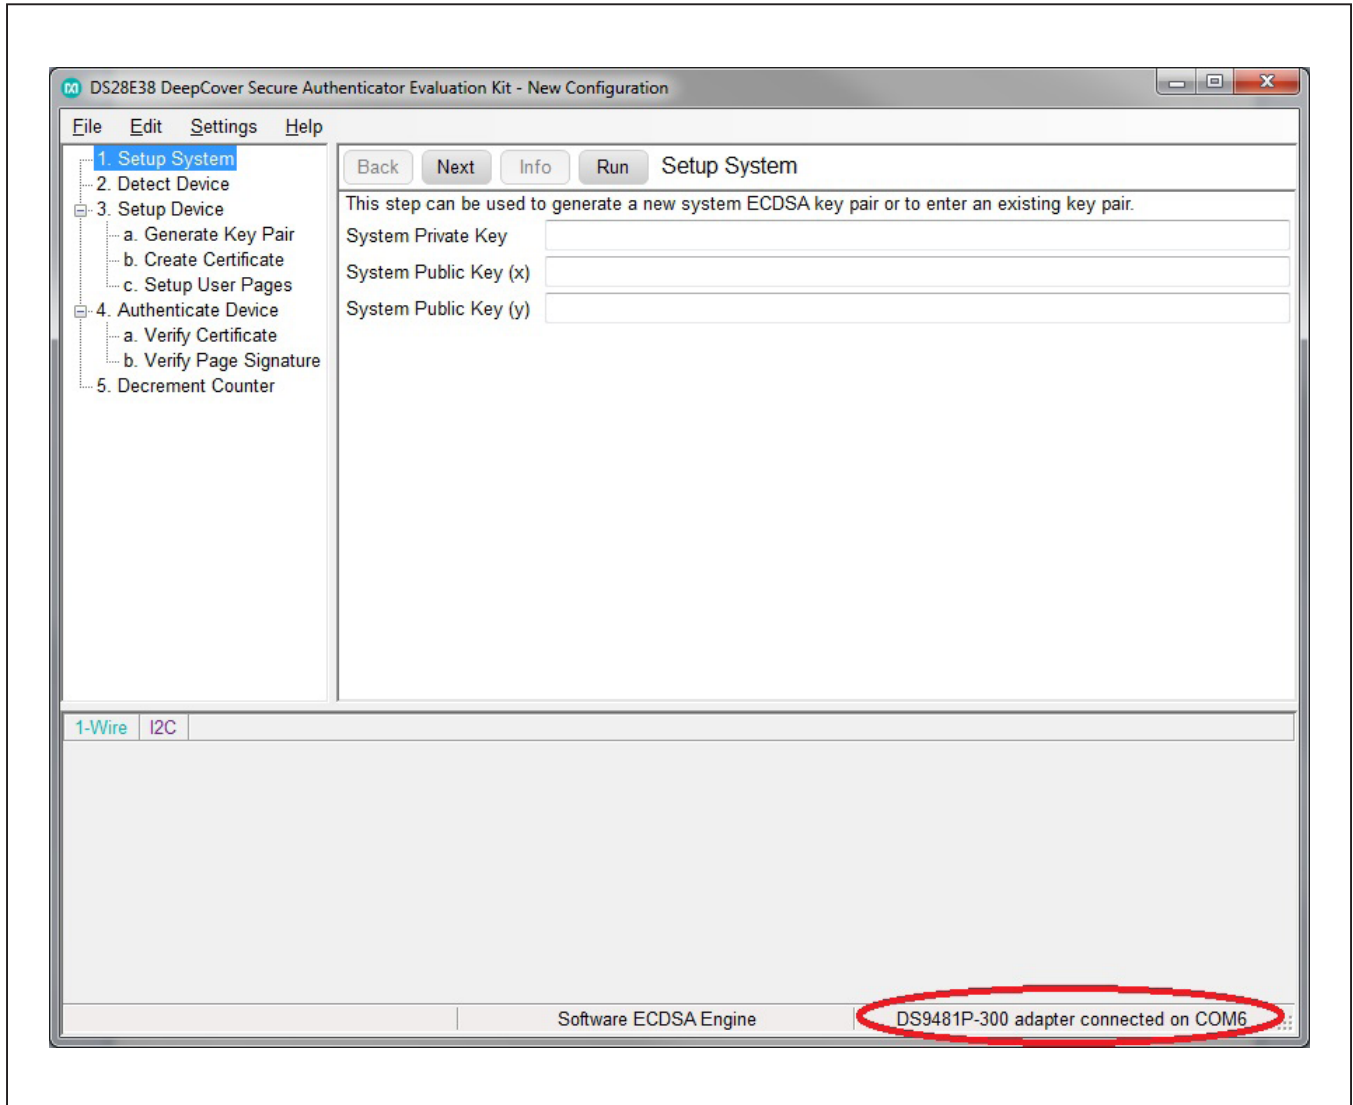 DS28E38 DeepCover Secure Authenticator Evaluation Kit - New Configuration
File Edit Settings Help
1. Setup System
2. Detect Device
3. Setup Device
a. Generate Key Pair
b. Create Certificate
c. Setup User Pages
4. Authenticate Device
a. Verify Certificate
b. Verify Page Signature
5. Decrement Counter
Back Next Info Run Setup System
This step can be used to generate a new system ECDSA key pair or to enter an existing key pair.
System Private Key
System Public Key (x)
System Public Key (y)
1-Wire I2C
Software ECDSA Engine DS9481P-300 adapter connected on COM6